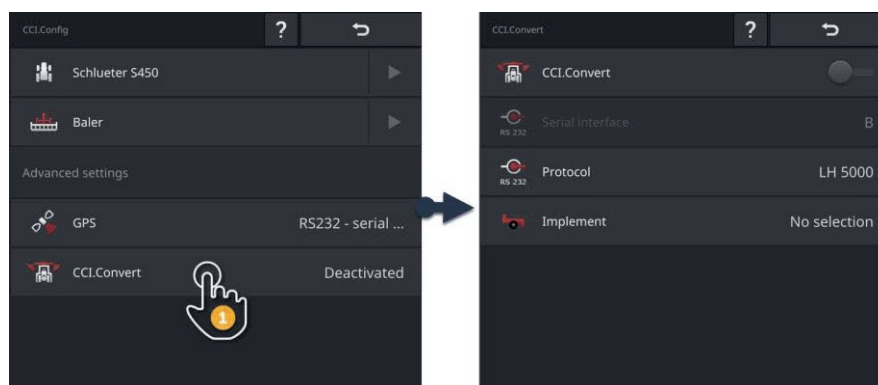 CCI.Config
?
Schlueter S450
Baler
Advanced settings
GPS
RS232 - serial ...
CCI.Convert
Deactivated
1
CCI.Convert
?
CCI.Convert
RS 232
Serial interface
B
RS 232
Protocol
LH 5000
Implement
No selection